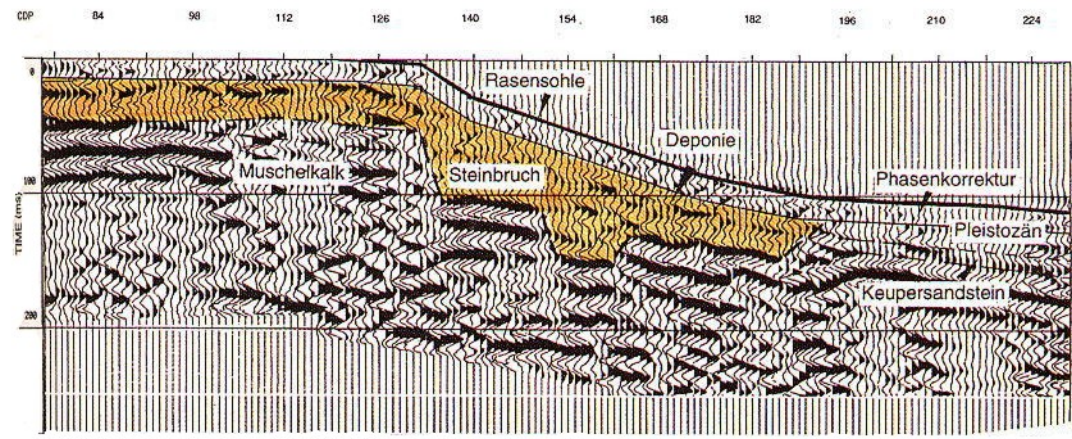 CDP 84 98 112 126 140 154 168 182 196 210 224
0
Rasensohle
Deponie
Muschelkalk
Steinbruch
Phasenkorrektur
100
TIME (ms)
Pleistozän
Keupersandstein
200